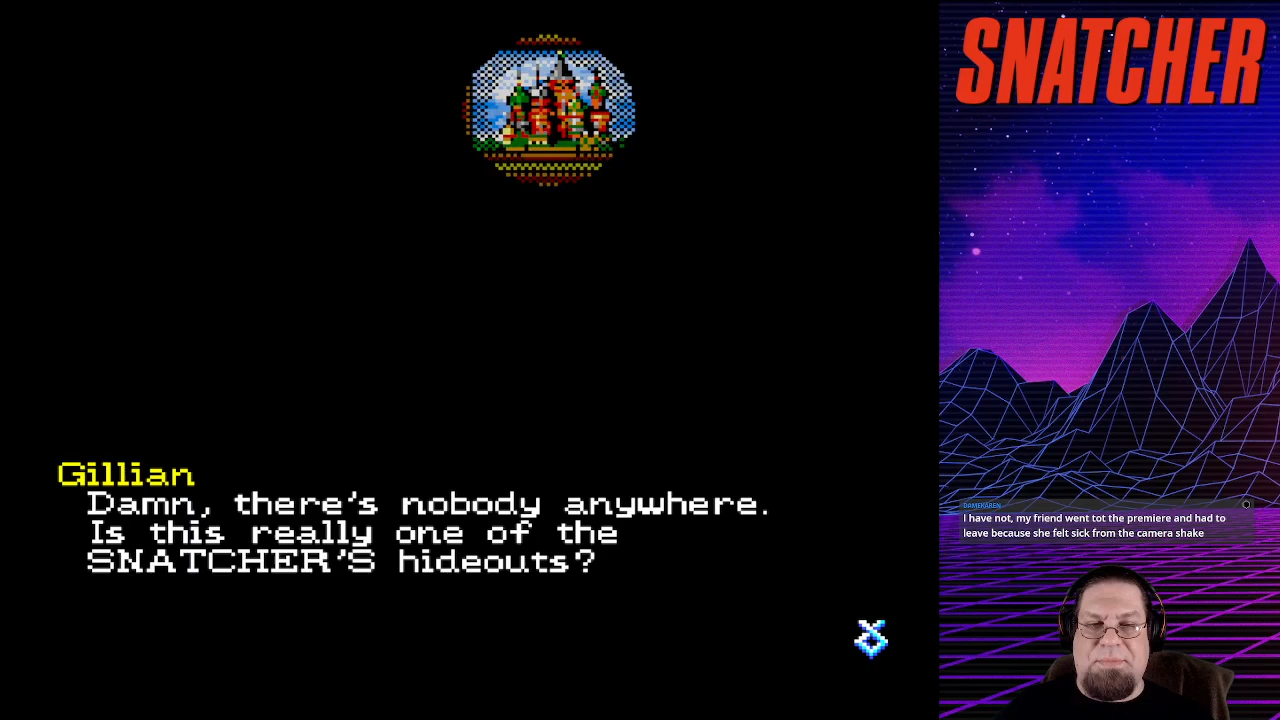 SNATCHER
Gillian
Damn, there's nobody anywhere.
Is this really one of the
SNATCHER'S hideouts?
DAMEKAREN
I have not, my friend went tot the premiere and had to
leave because she felt sick from the camera shake